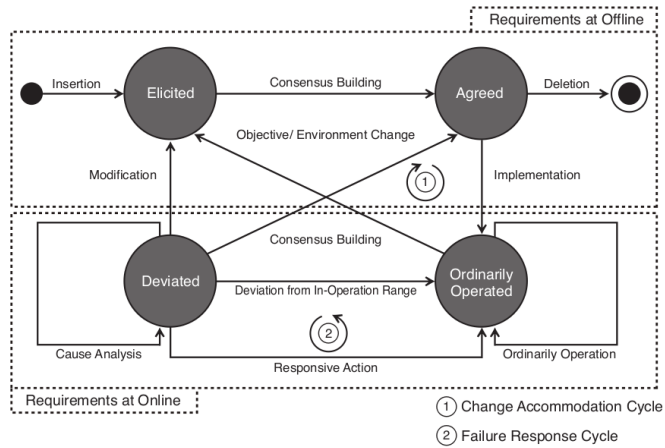 Requirements at Offline
Insertion
Elicited
Consensus Building
Agreed
Deletion
Objective/ Environment Change
Modification
1
Implementation
Consensus Building
Deviated
Deviation from In-Operation Range
Ordinarily
Operated
2
Cause Analysis
Responsive Action
Ordinarily Operation
Requirements at Online
1 Change Accommodation Cycle
2 Failure Response Cycle